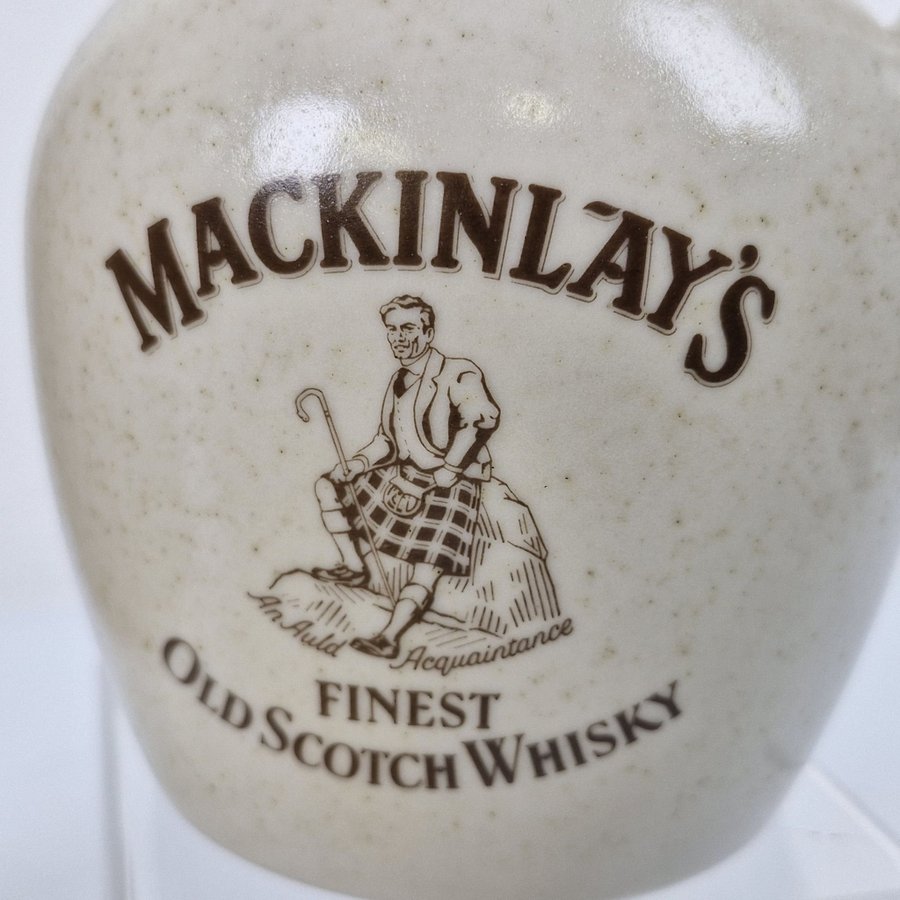 MACKINLAY'S
An Auld Acquaintance
FINEST
OLD SCOTCH WHISKY